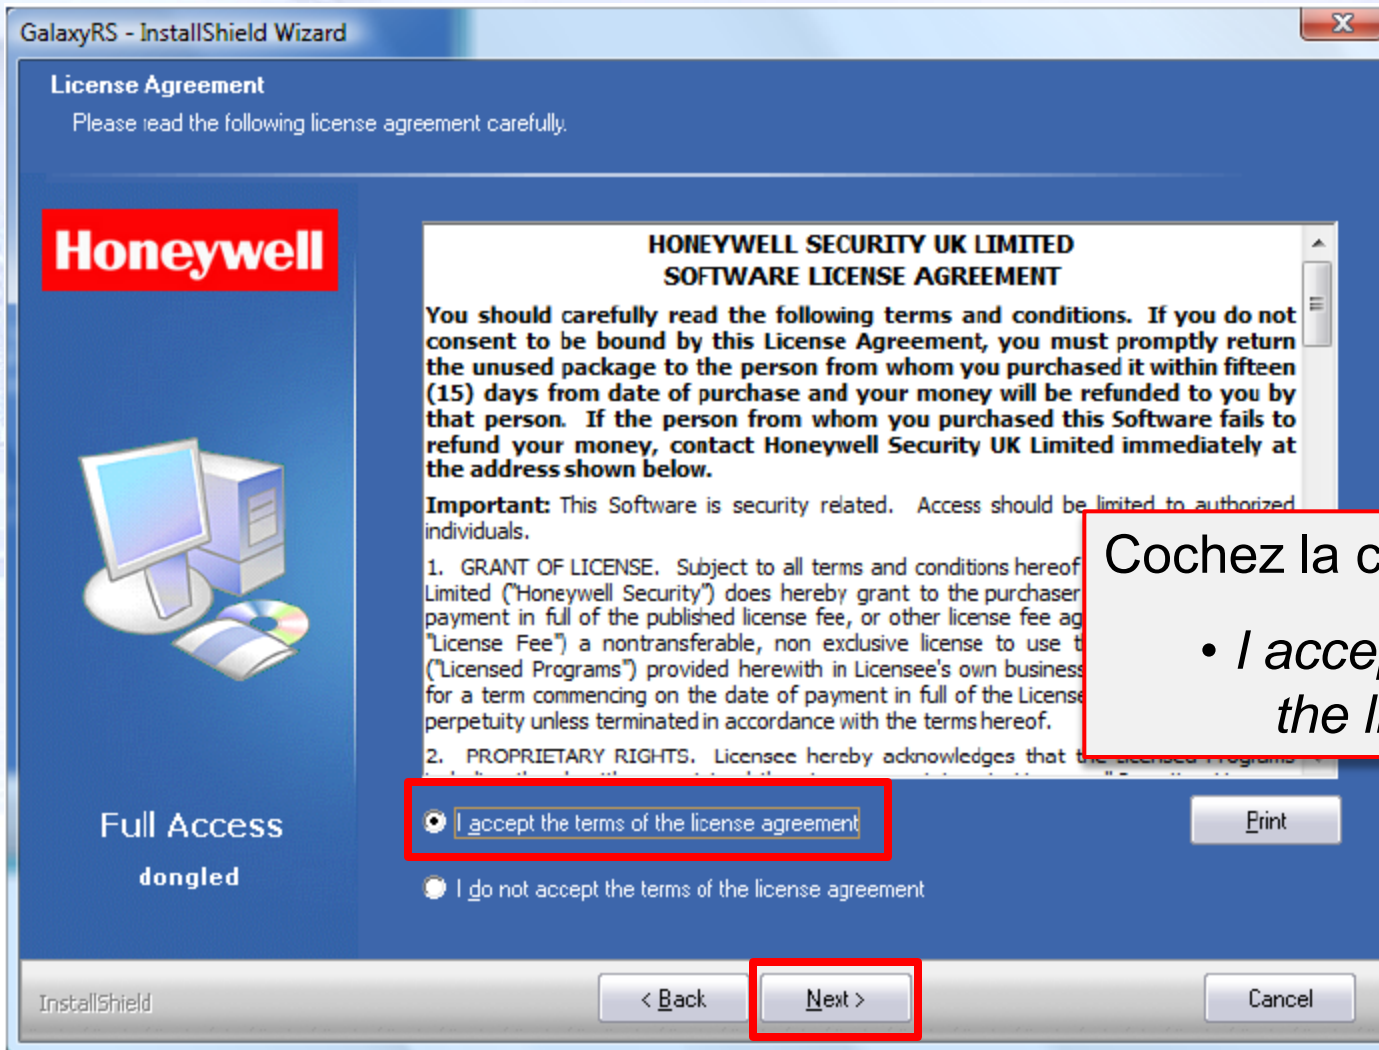 GalaxyRS - InstallShield Wizard
License Agreement
Please read the following license agreement carefully.
Honeywell
HONEYWELL SECURITY UK LIMITED
SOFTWARE LICENSE AGREEMENT
You should carefully read the following terms and conditions. If you do not
consent to be bound by this License Agreement, you must promptly return
the unused package to the person from whom you purchased it within fifteen
(15) days from date of purchase and your money will be refunded to you by
that person. If the person from whom you purchased this Software fails to
refund your money, contact Honeywell Security UK Limited immediately at
the address shown below.
Important: This Software is security related. Access should be limited to authorized
individuals.
1. GRANT OF LICENSE. Subject to all terms and conditions hereof
Limited ("Honeywell Security") does hereby grant to the purchaser
payment in full of the published license fee, or other license fee
"License Fee") a nontransferable, non exclusive license to use
("Licensed Programs") provided herewith in Licensee's own business
for a term commencing on the date of payment in full of the License
perpetuity unless terminated in accordance with the terms hereof.
2. PROPRIETARY RIGHTS. Licensee hereby acknowledges that the Licensed Programs
Cochez la
• I
the
I accept the terms of the license agreement
Print
I do not accept the terms of the license agreement
Full Access
dongled
InstallShield
< Back
Next >
Cancel